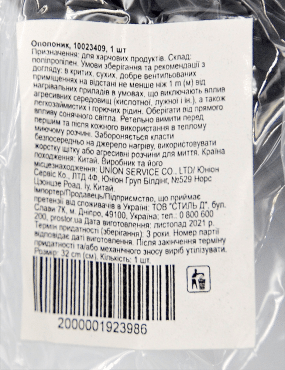 Ополоник, 10023409, 1 шт
Призначення: для харчових продуктів. Склад:
поліпропілен. Умови зберігання та рекомендації з
догляду: в критих, сухих, добре вентильованих
приміщеннях на відстані не менше ніж 1 m (м) від
нагрівальних приладів в умовах, що виключають вплив
агресивних середовищ (кислотної, лужної і ін.), а також
легкозаймистих і горючих рідин. Оберігати від прямого
впливу сонячного світла. Ретельно вимити перед
першим та після кожного використання в теплому
миючому розчині. Забороняється класти
безпосередньо на джерело нагріву, використовувати
жорстку щітку або агресивні розчини для миття. Країна
походження: Китай. Виробник та його
місцезнаходження: UNION SERVICE CO., LTD/ Юніон
Сервіс Ко., ЛТД 4Ф, Юніон Груп Білдінг, №529 Норс
Цзонцзе Роад, Іу, Китай.
Імпортер/Продавець/Підприємство, що приймає
претензії від споживачів в Україні: ТОВ "СТИЛЬ Д", бул.
Слави 7К, м. Дніпро, 49100, Україна, тел.: 0 800 600
200, prostor.ua Дата виготовлення: листопад 2021 р.
Термін придатності (зберігання): 3 роки. Номер партії
відповідає даті виготовлення. Після закінчення терміну
придатності та/або механічного зносу виріб утилізувати.
Розмір: 32 cm (см). Кількість: 1 шт.
2000001923986